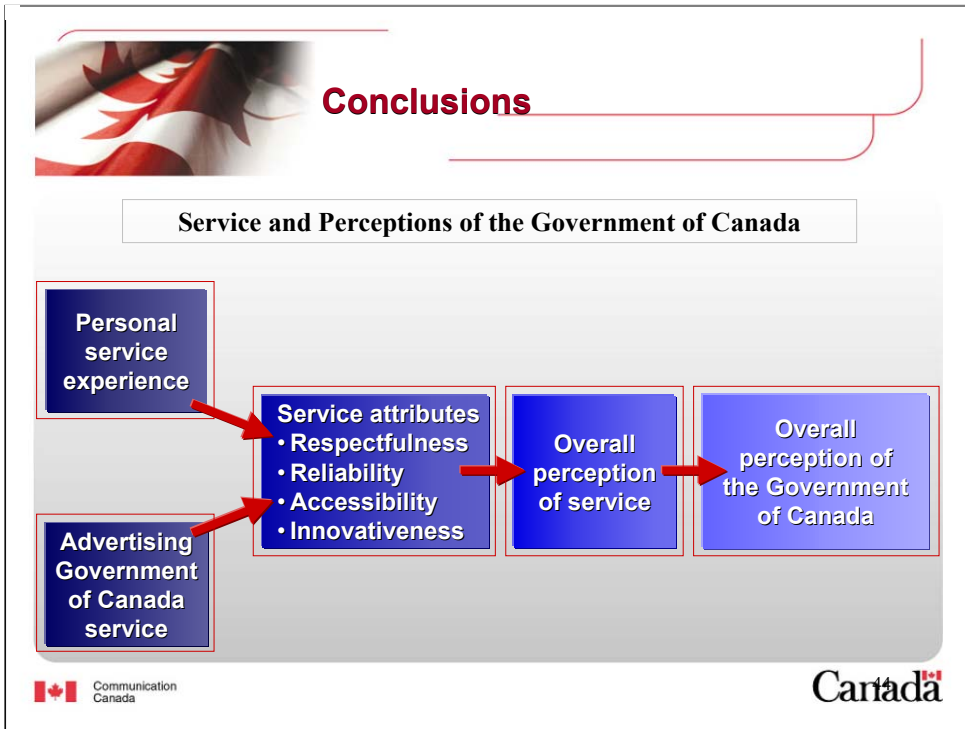 Conclusions
Service and Perceptions of the Government of Canada
Personal
service
experience
Advertising
Government
of Canada
service
Service attributes
• Respectfulness
• Reliability
• Accessibility
• Innovativeness
Overall
perception
of service
Overall
perception of
the Government
of Canada
Communication
Canada
Canada
44